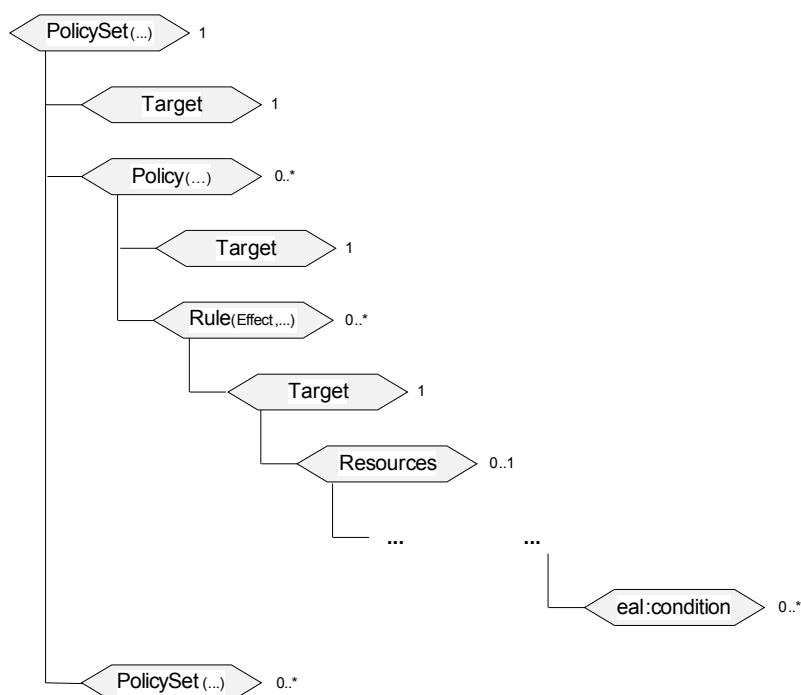 PolicySet(...) 1
Target 1
Policy(...) 0..*
Target 1
Rule(Effect,...) 0..*
Target 1
Resources 0..1
... ...
eal:condition 0..*
PolicySet(...) 0..*